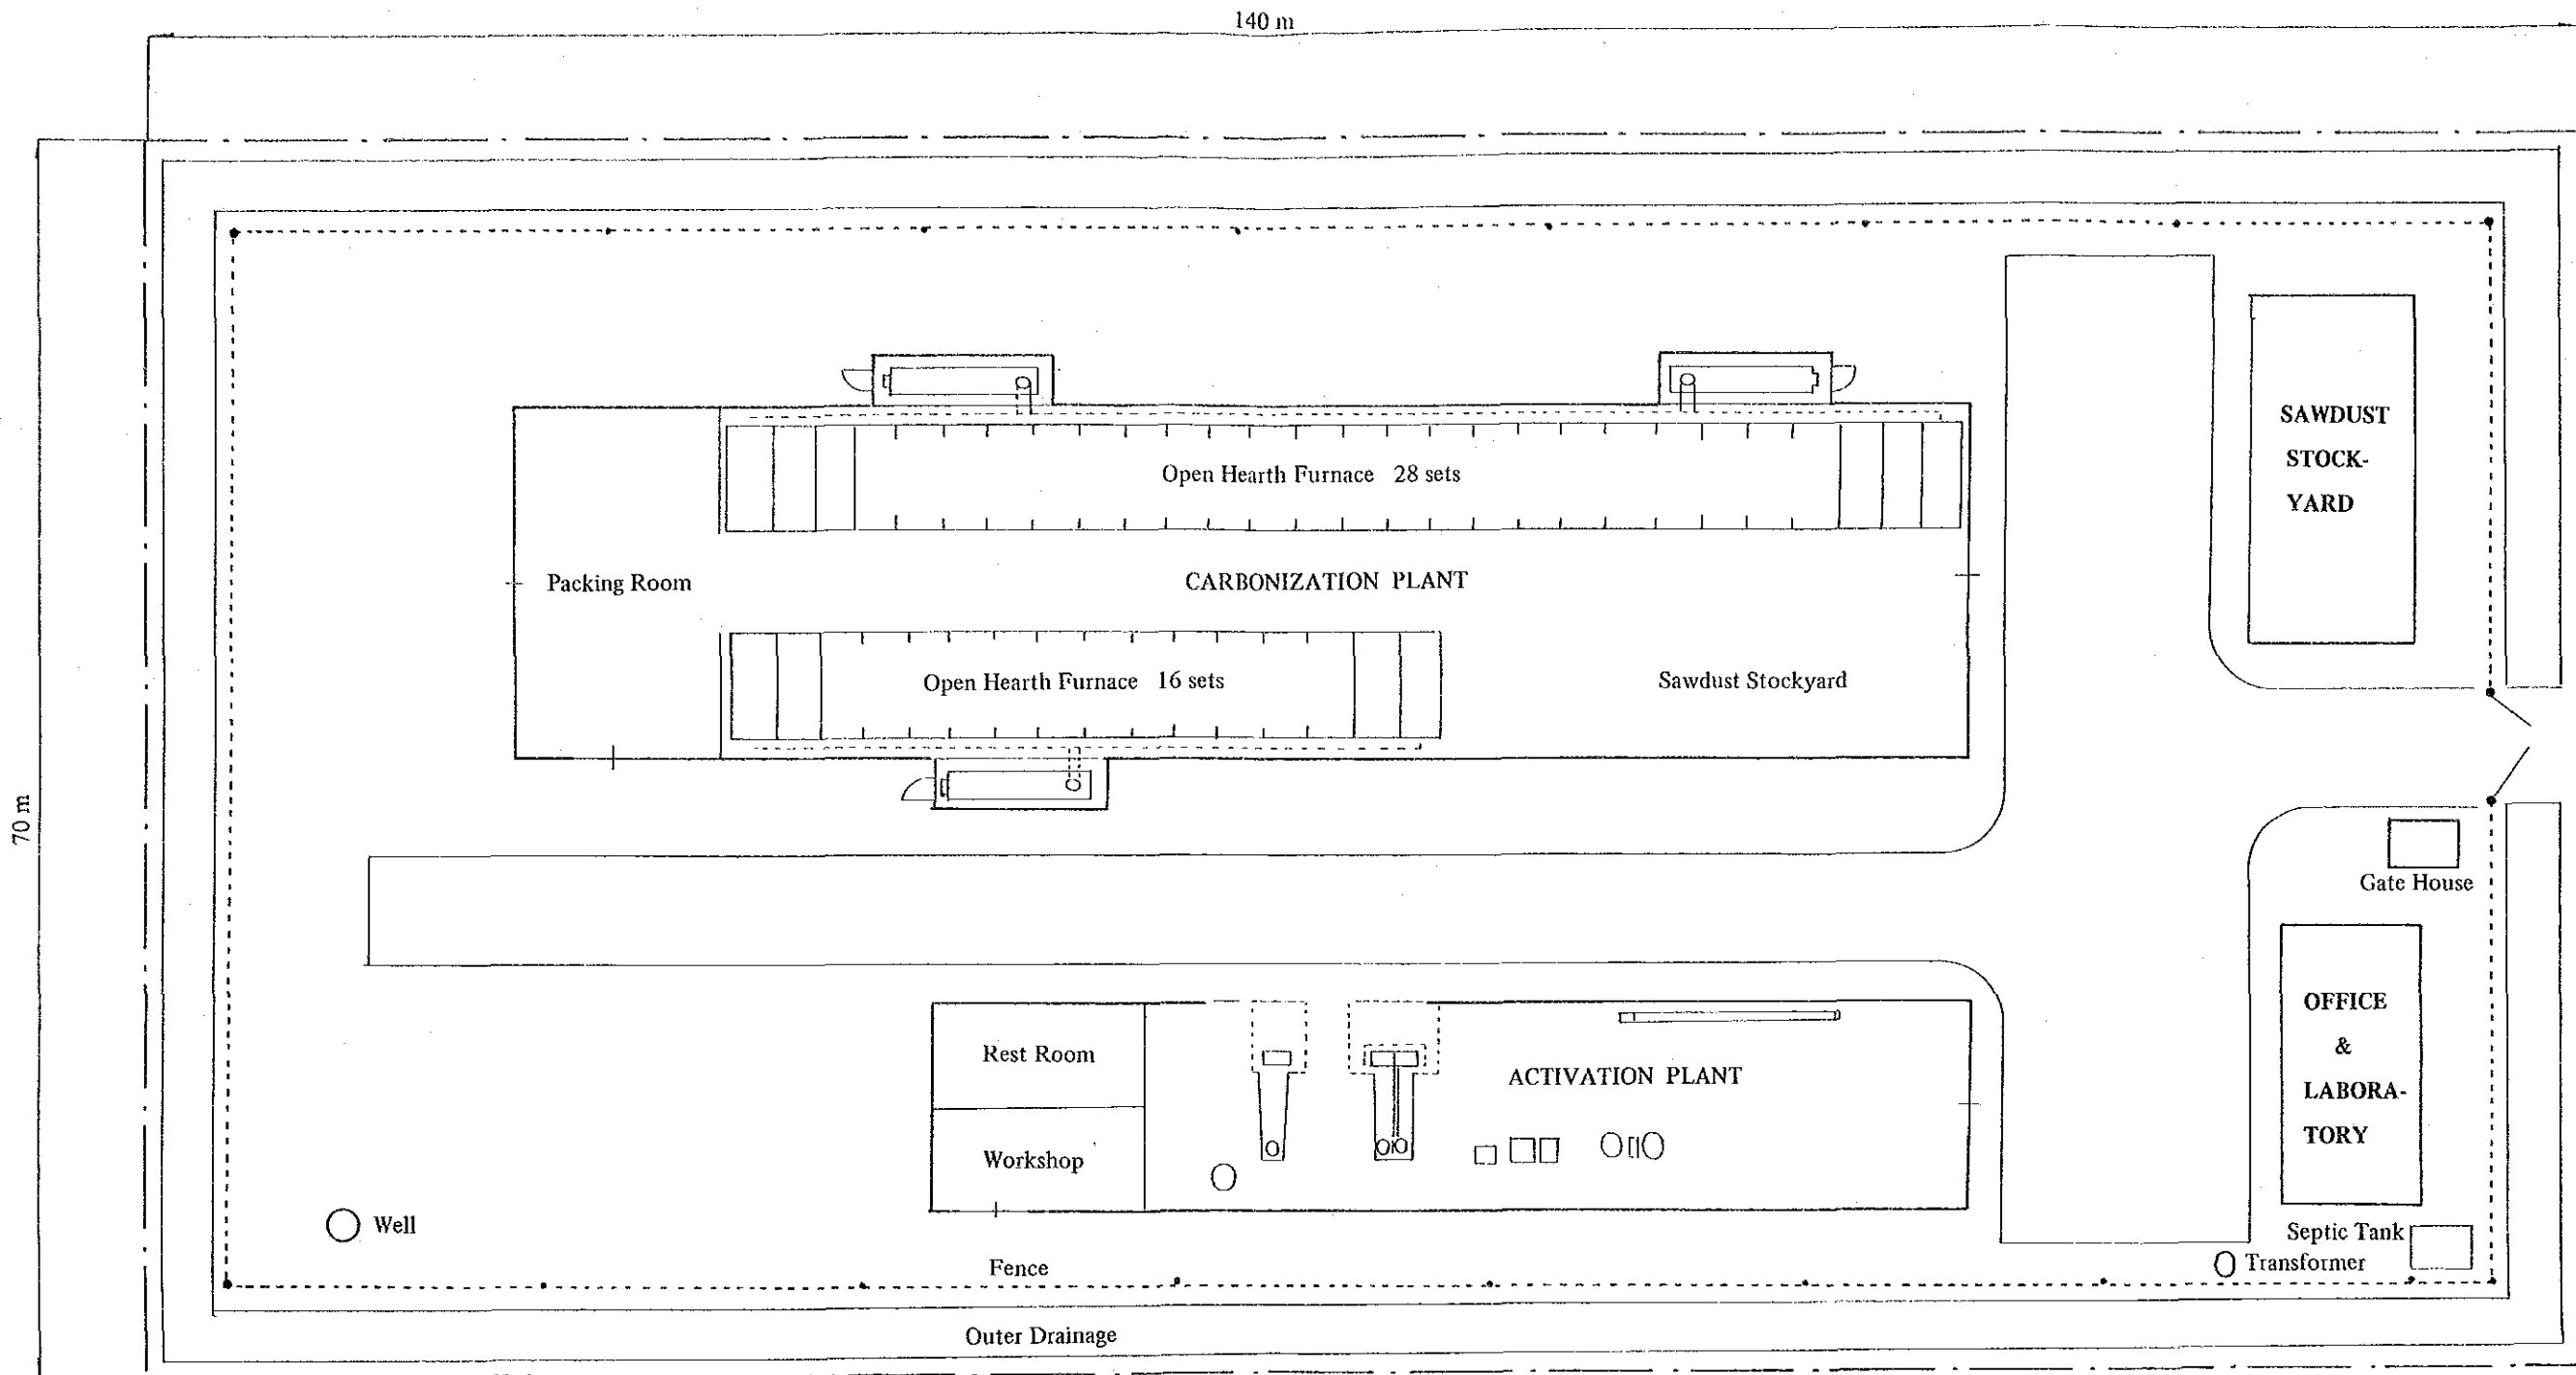 140 m
70 m
SAWDUST
STOCK-
YARD
Open Hearth Furnace 28 sets
Packing Room
CARBONIZATION PLANT
Open Hearth Furnace 16 sets
Sawdust Stockyard
Gate House
OFFICE
&
LABORA-
TORY
Rest Room
ACTIVATION PLANT
Workshop
Well
Septic Tank
Transformer
Fence
Outer Drainage